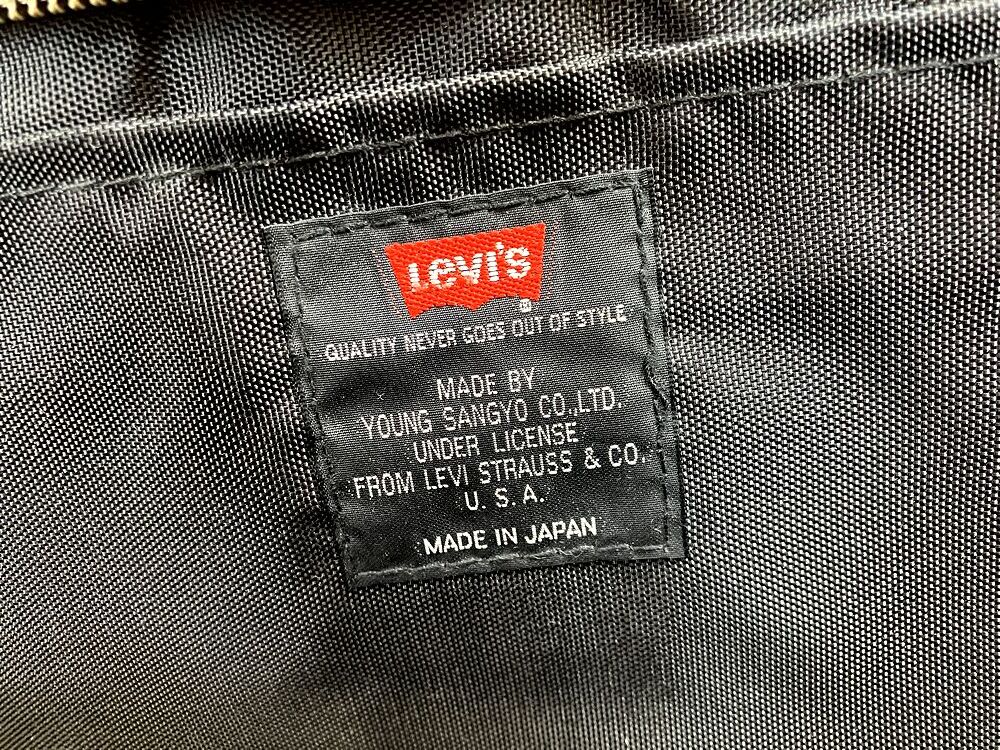 Levi's
®
QUALITY NEVER GOES OUT OF STYLE
MADE BY
YOUNG SANGYO CO.,LTD.
UNDER LICENSE
FROM LEVI STRAUSS & CO.
U. S. A.
MADE IN JAPAN